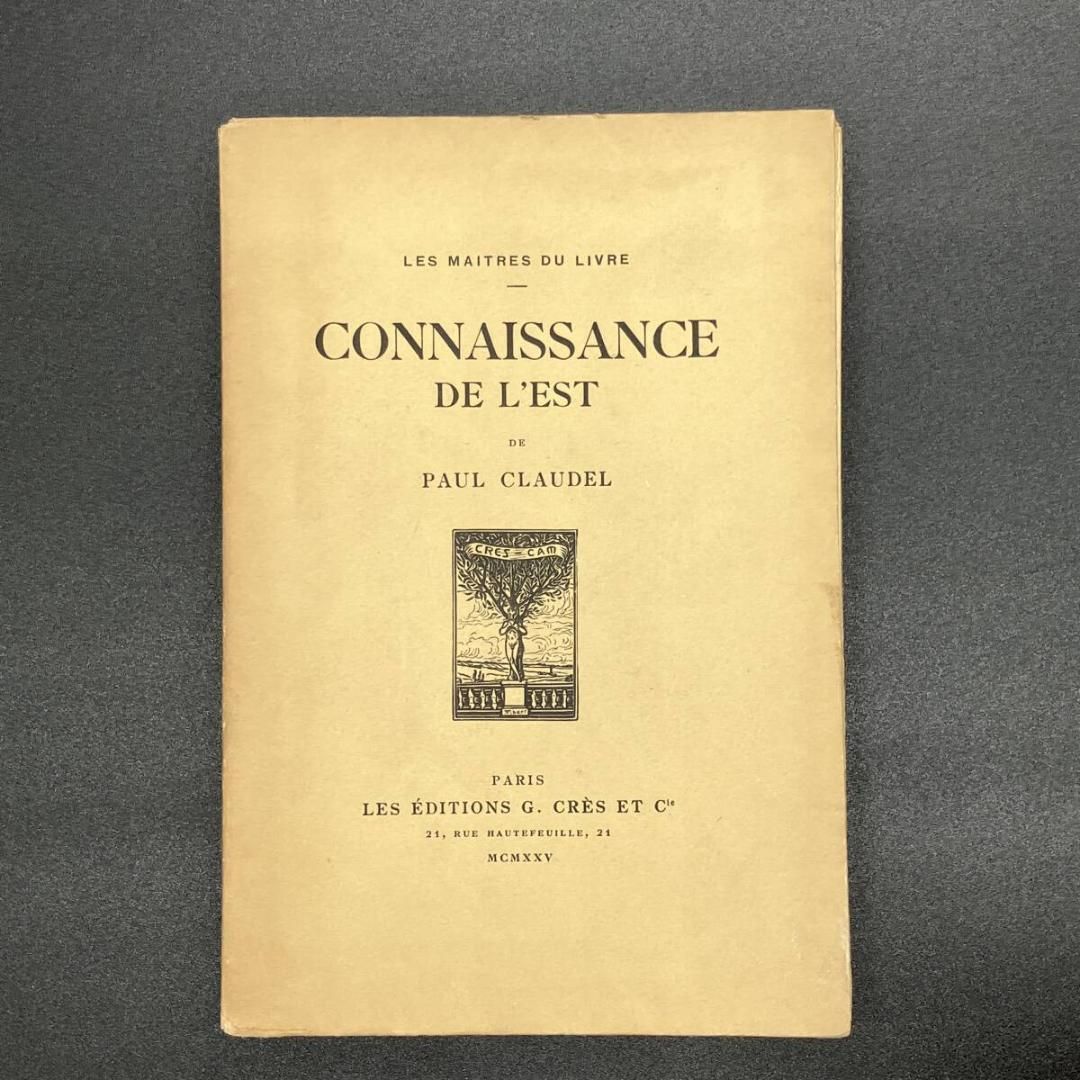 LES MAITRES DU LIVRE
CONNAISSANCE
DE L'EST
DE
PAUL CLAUDEL
CRES=CAM
PARIS
LES ÉDITIONS G. CRÈS ET Cie
21, RUE HAUTEFEUILLE, 21
MCMXXV